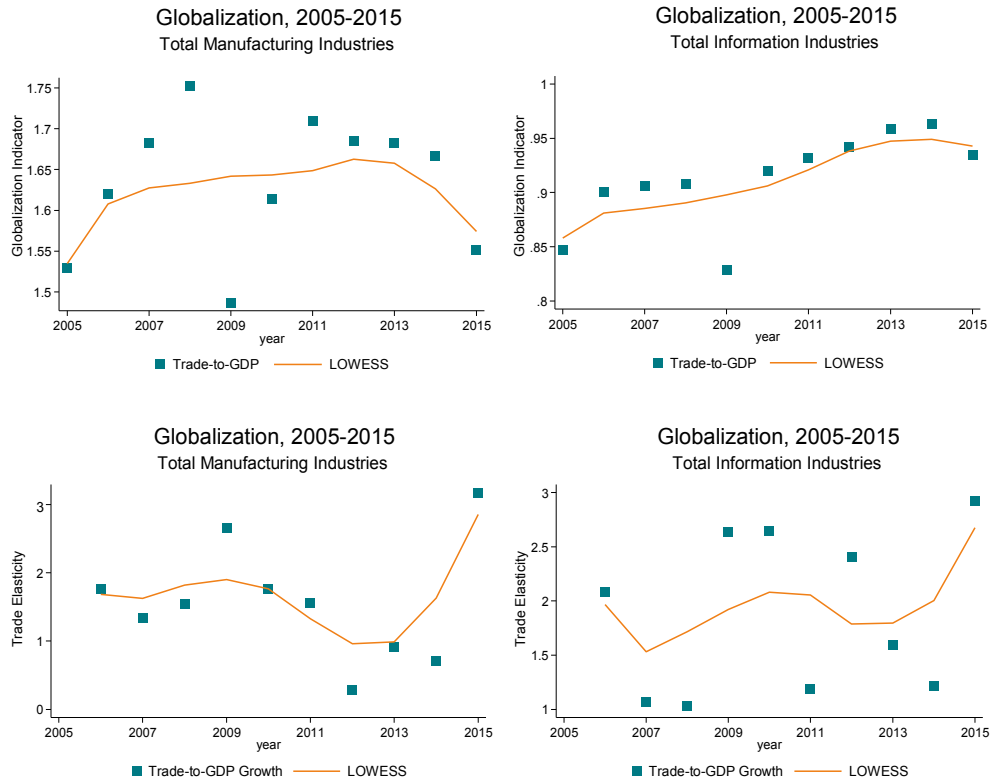 Globalization, 2005-2015
Total Manufacturing Industries
Globalization Indicator
1.75
1.7
1.65
1.6
1.55
1.5
2005 2007 2009 2011 2013 2015
year
Trade-to-GDP LOWESS
Globalization, 2005-2015
Total Information Industries
Globalization Indicator
1
.95
.9
.85
.8
2005 2007 2009 2011 2013 2015
year
Trade-to-GDP LOWESS
Globalization, 2005-2015
Total Manufacturing Industries
Trade Elasticity
3
2
1
0
2005 2007 2009 2011 2013 2015
year
Trade-to-GDP Growth LOWESS
Globalization, 2005-2015
Total Information Industries
Trade Elasticity
3
2.5
2
1.5
1
2005 2007 2009 2011 2013 2015
year
Trade-to-GDP Growth LOWESS